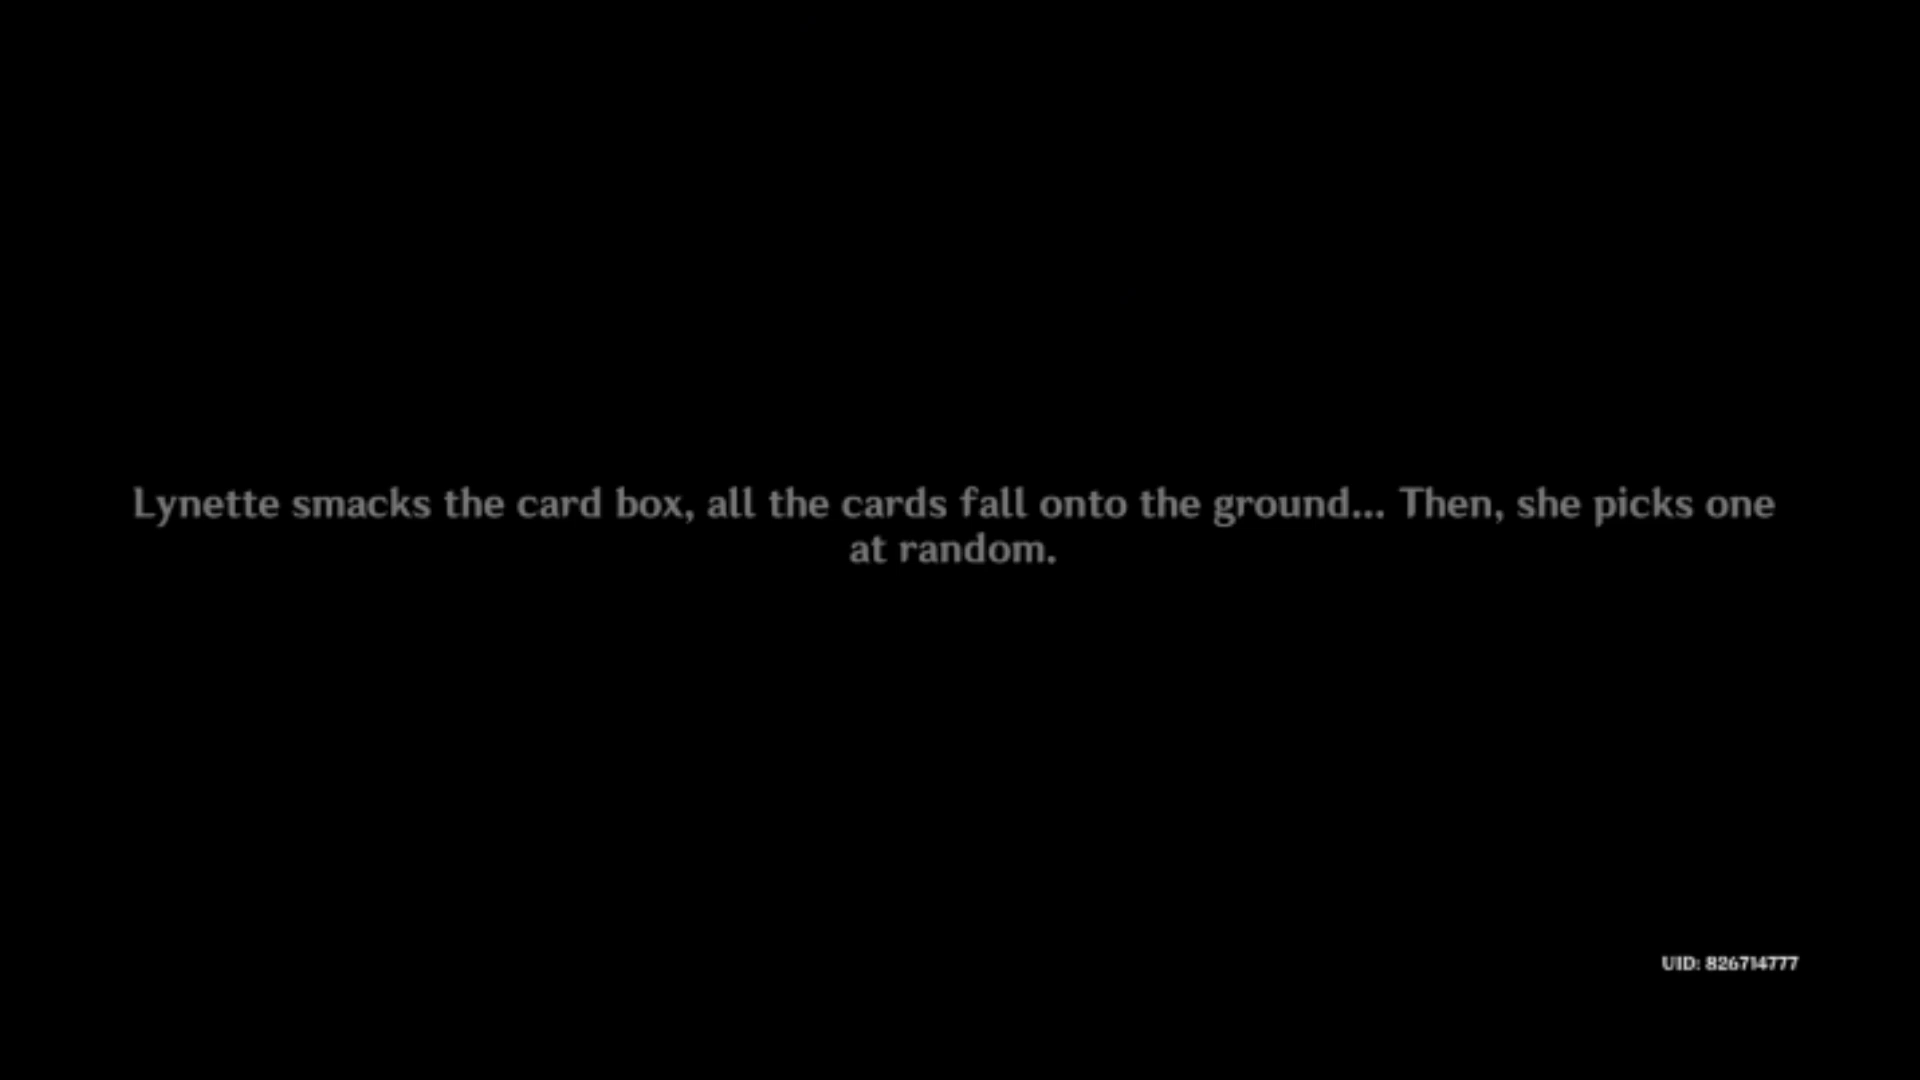 Lynette smacks the card box, all the cards fall onto the ground... Then, she picks one
at random.
UID: 826714777